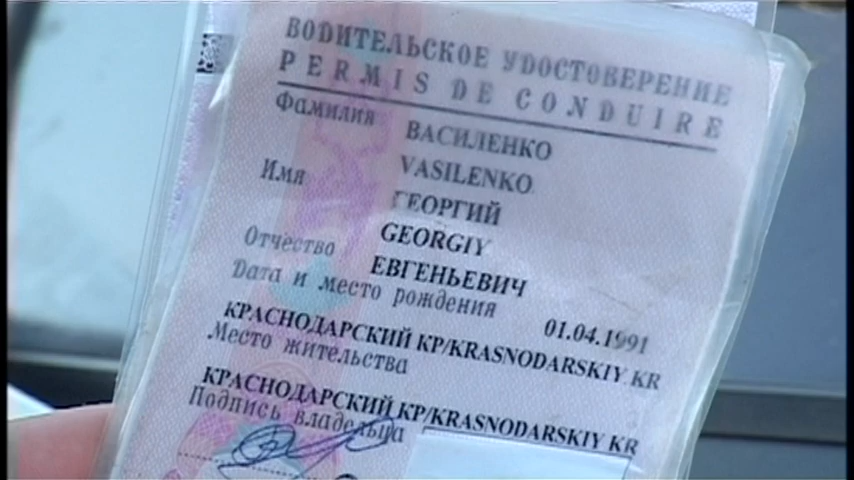 ВОДИТЕЛЬСКОЕ УДОСТОВЕРЕНИЕ
PERMIS DE CONDUIRE
Фамилия ВАСИЛЕНКО
VASILENKO
Имя ГЕОРГИЙ
GEORGIY
Отчество ЕВГЕНЬЕВИЧ
Дата и место рождения 01.04.1991
КРАСНОДАРСКИЙ КР/KRASNODARSKIY KR
Место жительства
КРАСНОДАРСКИЙ КР/KRASNODARSKIY KR
Подпись владельца